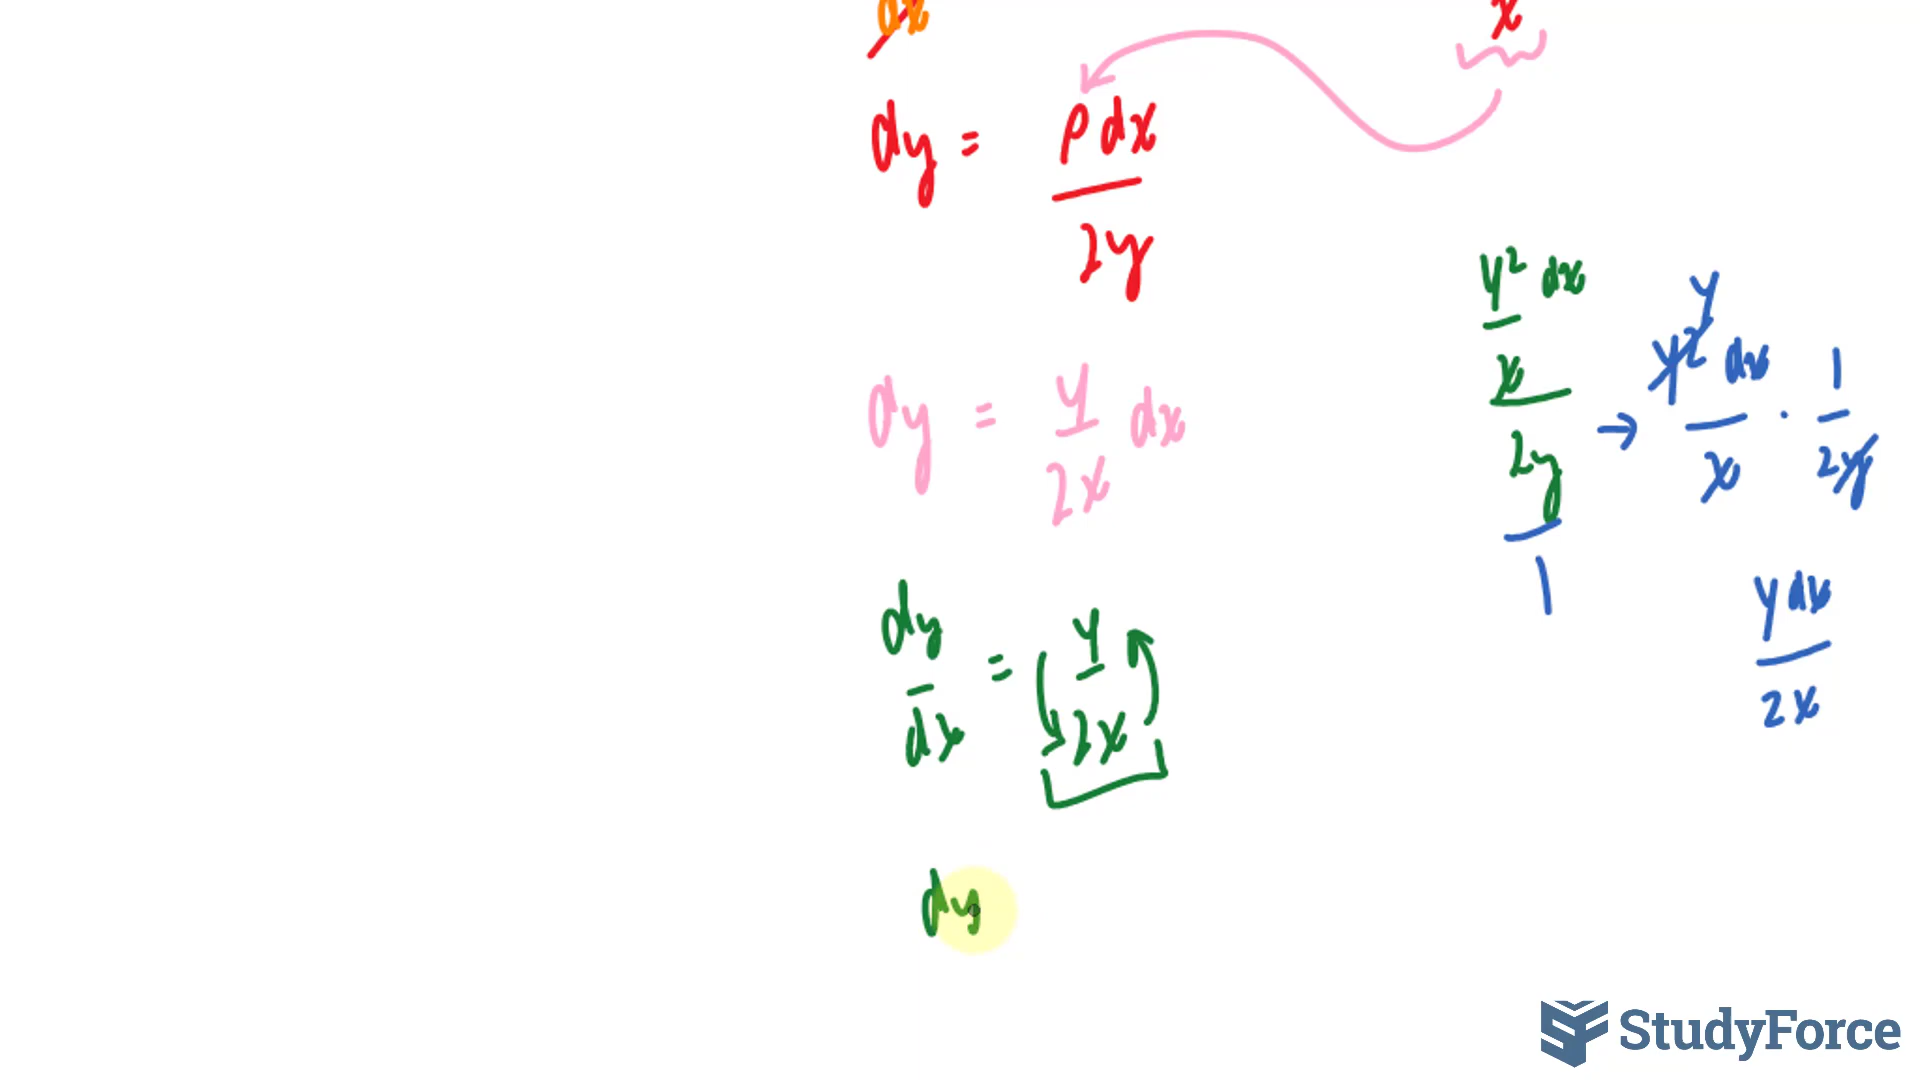 dx
x
dy = p dx / 2y
dy = y / 2x dx
dy / dx = y / 2x
dy
y² dx / x / 2y / 1 → y² dx / x · 1 / 2y
y
y dx / 2x
StudyForce